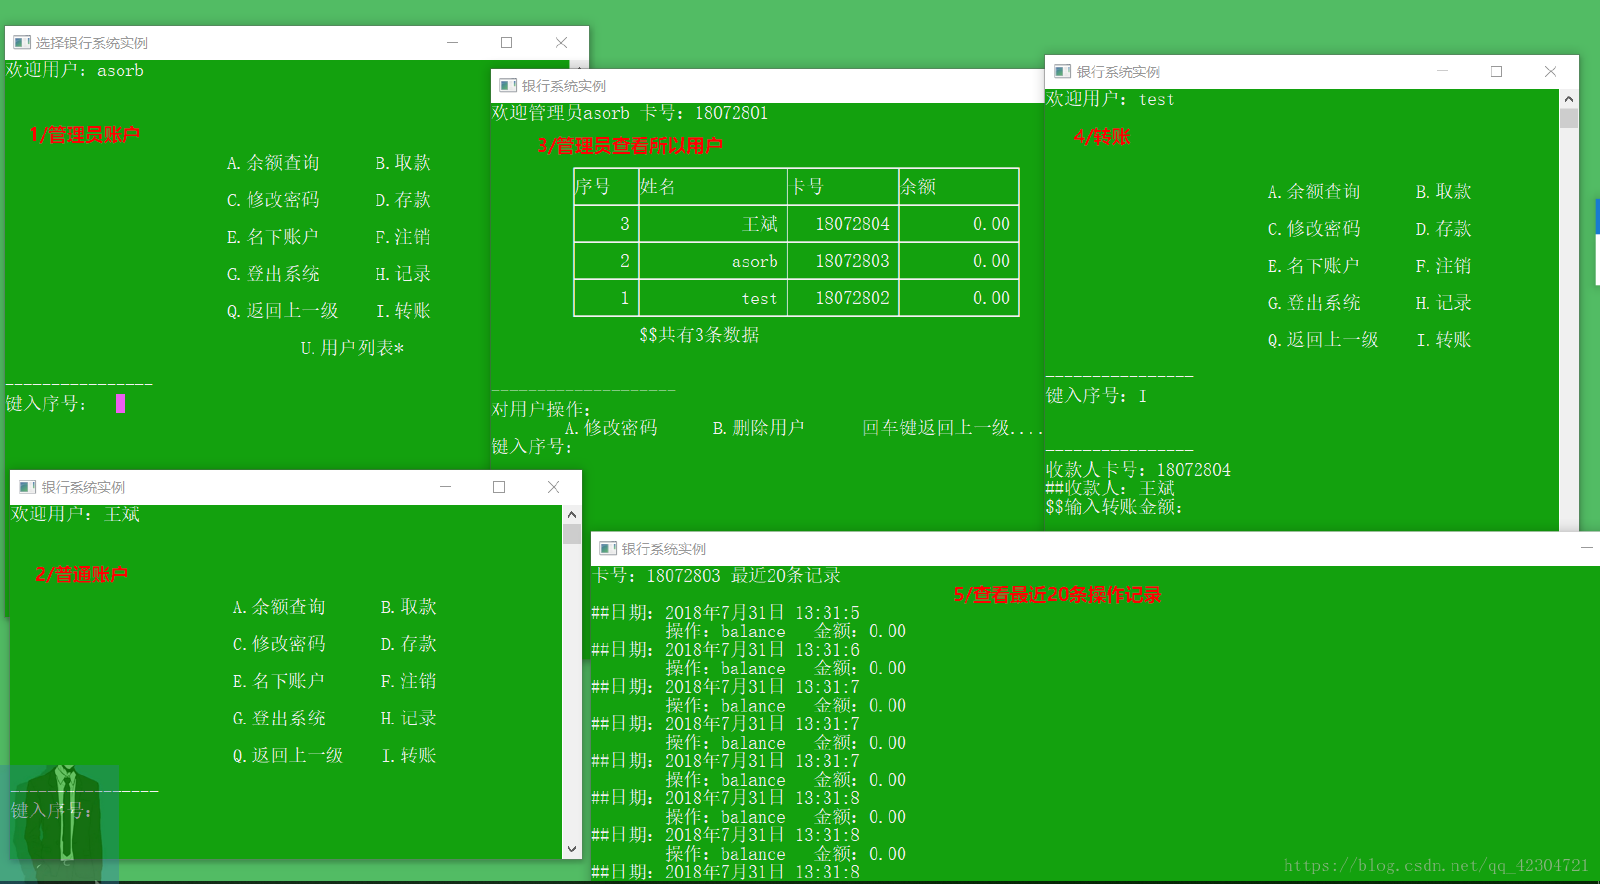 选择银行系统实例
欢迎用户: asorb
1/管理员账户
A.余额查询 B.取款
C.修改密码 D.存款
E.名下账户 F.注销
G.登出系统 H.记录
Q.返回上一级 I.转账
U.用户列表*
----------------
键入序号:
银行系统实例
欢迎管理员asorb 卡号: 18072801
3/管理员查看所以用户
序号 姓名 卡号 余额
3 王斌 18072804 0.00
2 asorb 18072803 0.00
1 test 18072802 0.00
$$共有3条数据
--------------------
对用户操作:
A.修改密码 B.删除用户 回车键返回上一级....
键入序号:
银行系统实例
欢迎用户: test
4/转账
A.余额查询 B.取款
C.修改密码 D.存款
E.名下账户 F.注销
G.登出系统 H.记录
Q.返回上一级 I.转账
----------------
键入序号: I
----------------
收款人卡号: 18072804
##收款人: 王斌
$$输入转账金额:
银行系统实例
欢迎用户: 王斌
2/普通账户
A.余额查询 B.取款
C.修改密码 D.存款
E.名下账户 F.注销
G.登出系统 H.记录
Q.返回上一级 I.转账
----------------
键入序号:
银行系统实例
卡号: 18072803 最近20条记录
5/查看最近20条操作记录
##日期: 2018年7月31日 13:31:5
操作: balance 金额: 0.00
##日期: 2018年7月31日 13:31:6
操作: balance 金额: 0.00
##日期: 2018年7月31日 13:31:7
操作: balance 金额: 0.00
##日期: 2018年7月31日 13:31:7
操作: balance 金额: 0.00
##日期: 2018年7月31日 13:31:7
操作: balance 金额: 0.00
##日期: 2018年7月31日 13:31:8
操作: balance 金额: 0.00
##日期: 2018年7月31日 13:31:8
操作: balance 金额: 0.00
##日期: 2018年7月31日 13:31:8
https://blog.csdn.net/qq_42304721